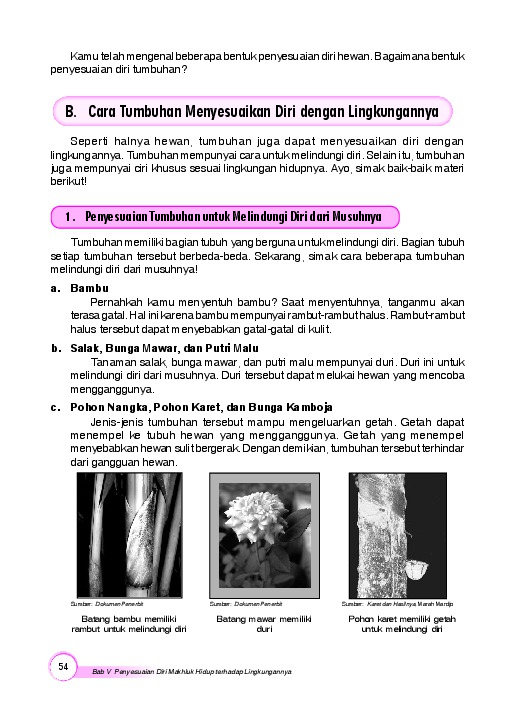 Kamu telah mengenal beberapa bentuk penyesuaian diri hewan. Bagaimana bentuk
penyesuaian diri tumbuhan?
B. Cara Tumbuhan Menyesuaikan Diri dengan Lingkungannya
Seperti halnya hewan, tumbuhan juga dapat menyesuaikan diri dengan
lingkungannya. Tumbuhan mempunyai cara untuk melindungi diri. Selain itu, tumbuhan
juga mempunyai ciri khusus sesuai lingkungan hidupnya. Ayo, simak baik-baik materi
berikut!
1. Penyesuaian Tumbuhan untuk Melindungi Diri dari Musuhnya
Tumbuhan memiliki bagian tubuh yang berguna untuk melindungi diri. Bagian tubuh
setiap tumbuhan tersebut berbeda-beda. Sekarang, simak cara beberapa tumbuhan
melindungi diri dari musuhnya!
a. Bambu
Pernahkah kamu menyentuh bambu? Saat menyentuhnya, tanganmu akan
terasa gatal. Hal ini karena bambu mempunyai rambut-rambut halus. Rambut-rambut
halus tersebut dapat menyebabkan gatal-gatal di kulit.
b. Salak, Bunga Mawar, dan Putri Malu
Tanaman salak, bunga mawar, dan putri malu mempunyai duri. Duri ini untuk
melindungi diri dari musuhnya. Duri tersebut dapat melukai hewan yang mencoba
mengganggunya.
c. Pohon Nangka, Pohon Karet, dan Bunga Kamboja
Jenis-jenis tumbuhan tersebut mampu mengeluarkan getah. Getah dapat
menempel ke tubuh hewan yang mengganggunya. Getah yang menempel
menyebabkan hewan sulit bergerak. Dengan demikian, tumbuhan tersebut terhindar
dari gangguan hewan.
Sumber: Dokumen Penerbit
Sumber: Dokumen Penerbit
Sumber: Karet dan Hasilnya, Marah Mardip
Batang bambu memiliki
rambut untuk melindungi diri
Batang mawar memiliki
duri
Pohon karet memiliki getah
untuk melindungi diri
54
Bab V Penyesuaian Diri Makhluk Hidup terhadap Lingkungannya